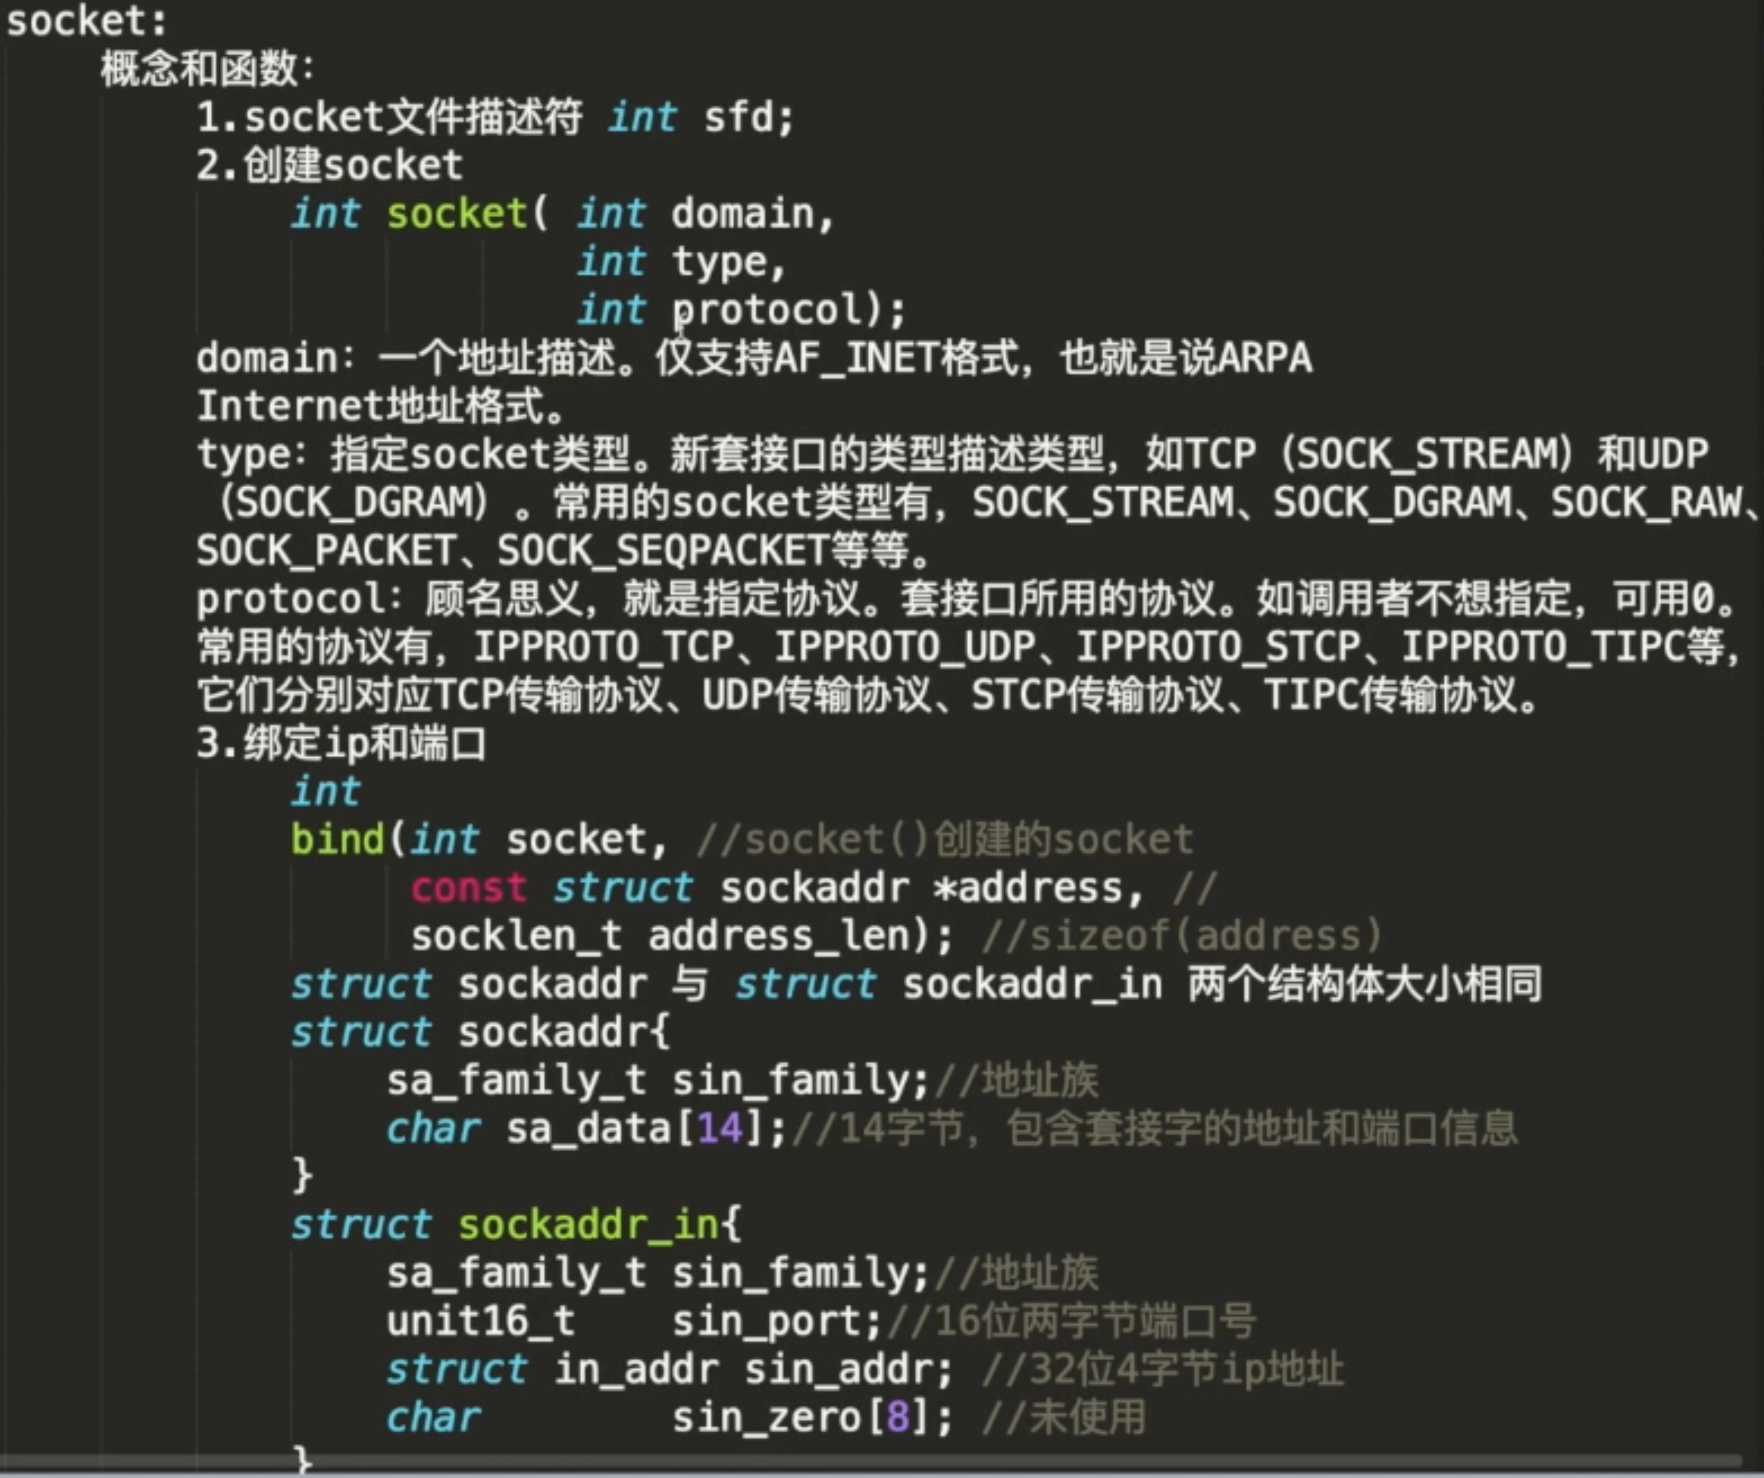 socket:
概念和函数：
1.socket文件描述符 int sfd;
2.创建socket
int socket( int domain,
int type,
int protocol);
domain：一个地址描述。仅支持AF_INET格式，也就是说ARPA
Internet地址格式。
type：指定socket类型。新套接口的类型描述类型，如TCP（SOCK_STREAM）和UDP
（SOCK_DGRAM）。常用的socket类型有，SOCK_STREAM、SOCK_DGRAM、SOCK_RAW、
SOCK_PACKET、SOCK_SEQPACKET等等。
protocol：顾名思义，就是指定协议。套接口所用的协议。如调用者不想指定，可用0。
常用的协议有，IPPROTO_TCP、IPPROTO_UDP、IPPROTO_STCP、IPPROTO_TIPC等，
它们分别对应TCP传输协议、UDP传输协议、STCP传输协议、TIPC传输协议。
3.绑定ip和端口
int
bind(int socket, //socket()创建的socket
const struct sockaddr *address, //
socklen_t address_len); //sizeof(address)
struct sockaddr 与 struct sockaddr_in 两个结构体大小相同
struct sockaddr{
sa_family_t sin_family;//地址族
char sa_data[14];//14字节，包含套接字的地址和端口信息
}
struct sockaddr_in{
sa_family_t sin_family;//地址族
unit16_t    sin_port;//16位两字节端口号
struct in_addr sin_addr; //32位4字节ip地址
char        sin_zero[8]; //未使用
}